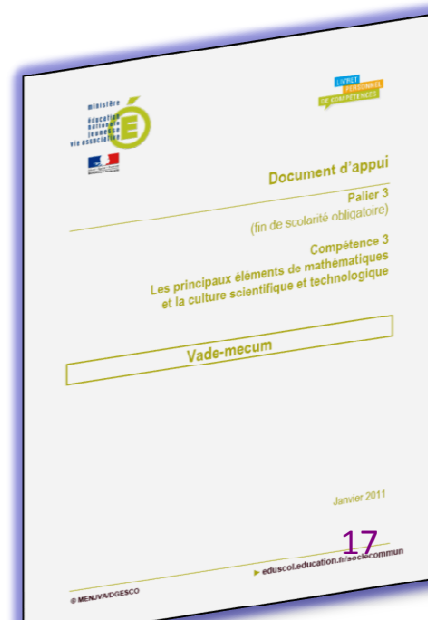 ministère
éducation
nationale
jeunesse
vie associative
LIVRET
PERSONNEL
DE COMPÉTENCES
Document d'appui
Palier 3
(fin de scolarité obligatoire)
Compétence 3
Les principaux éléments de mathématiques
et la culture scientifique et technologique
Vade-mecum
Janvier 2011
17
eduscol.education.fr/soclecommun
© MENJVA/DGESCO